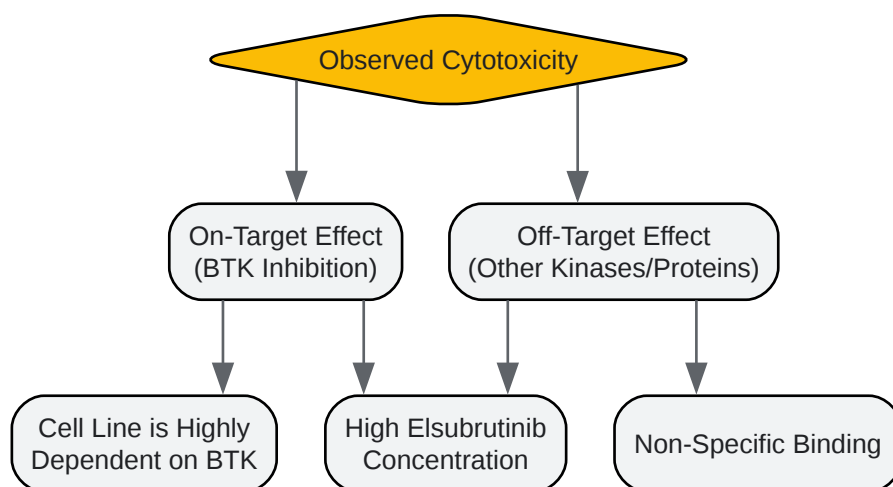 Observed Cytotoxicity
On-Target Effect
(BTK Inhibition)
Off-Target Effect
(Other Kinases/Proteins)
Cell Line is Highly
Dependent on BTK
High Elsubrutinib
Concentration
Non-Specific Binding